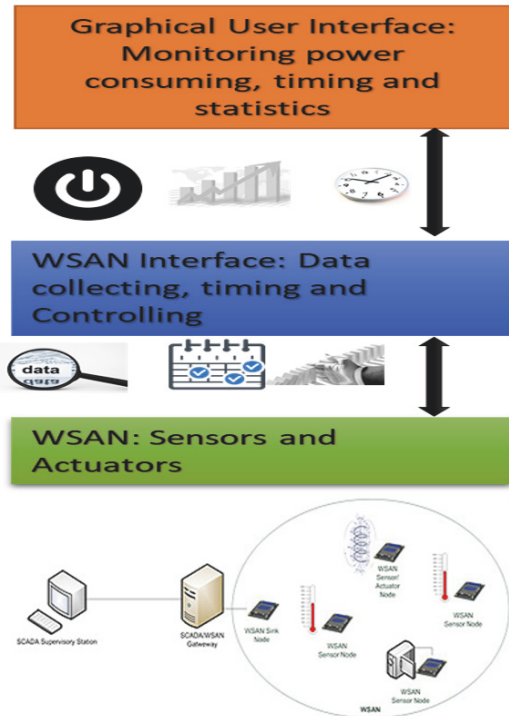 Graphical User Interface:
Monitoring power
consuming, timing and
statistics
WSAN Interface: Data
collecting, timing and
Controlling
data
data
WSAN: Sensors and
Actuators
WSAN
Sensor/
Actuator
Node
SCADA Supervisory Station
SCADA/WSAN
Gateway
WSAN Sink
Node
WSAN
Sensor Node
WSAN
Sensor Node
WSAN
Sensor Node
WSAN